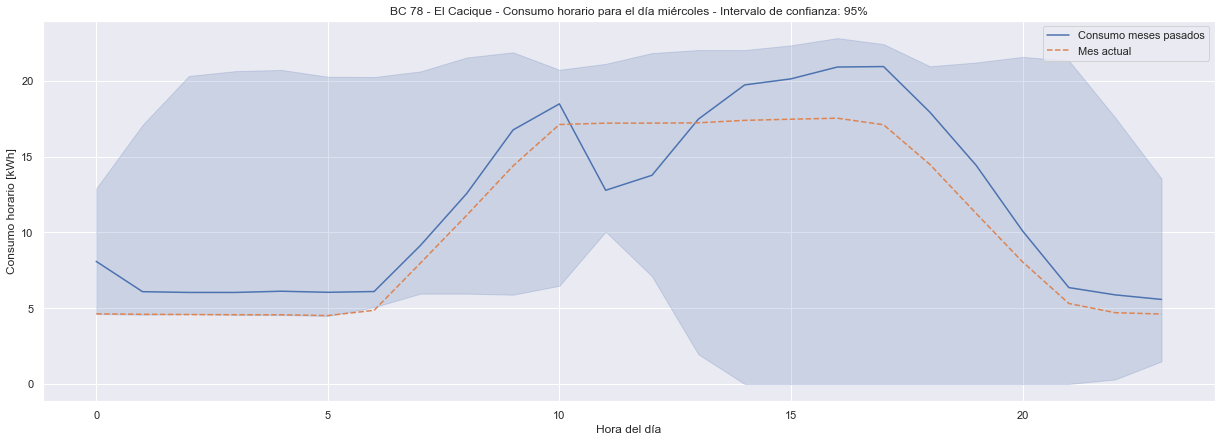 BC 78 - El Cacique - Consumo horario para el día miércoles - Intervalo de confianza: 95%
Consumo meses pasados
Mes actual
Consumo horario [kWh]
20
15
10
5
0
0 5 10 15 20
Hora del día